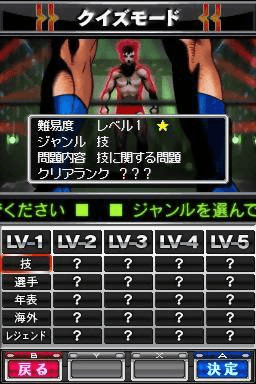 クイズモード
難易度 レベル1 ★
ジャンル 技
問題内容 技に関する問題
クリアランク ???
ください ■ ■ ジャンルを選んで
LV-1 LV-2 LV-3 LV-4 LV-5
技 ? ? ? ?
選手 ? ? ? ?
年表 ? ? ? ?
海外 ? ? ? ?
レジェンド ? ? ? ?
B Y X A
戻る 決定